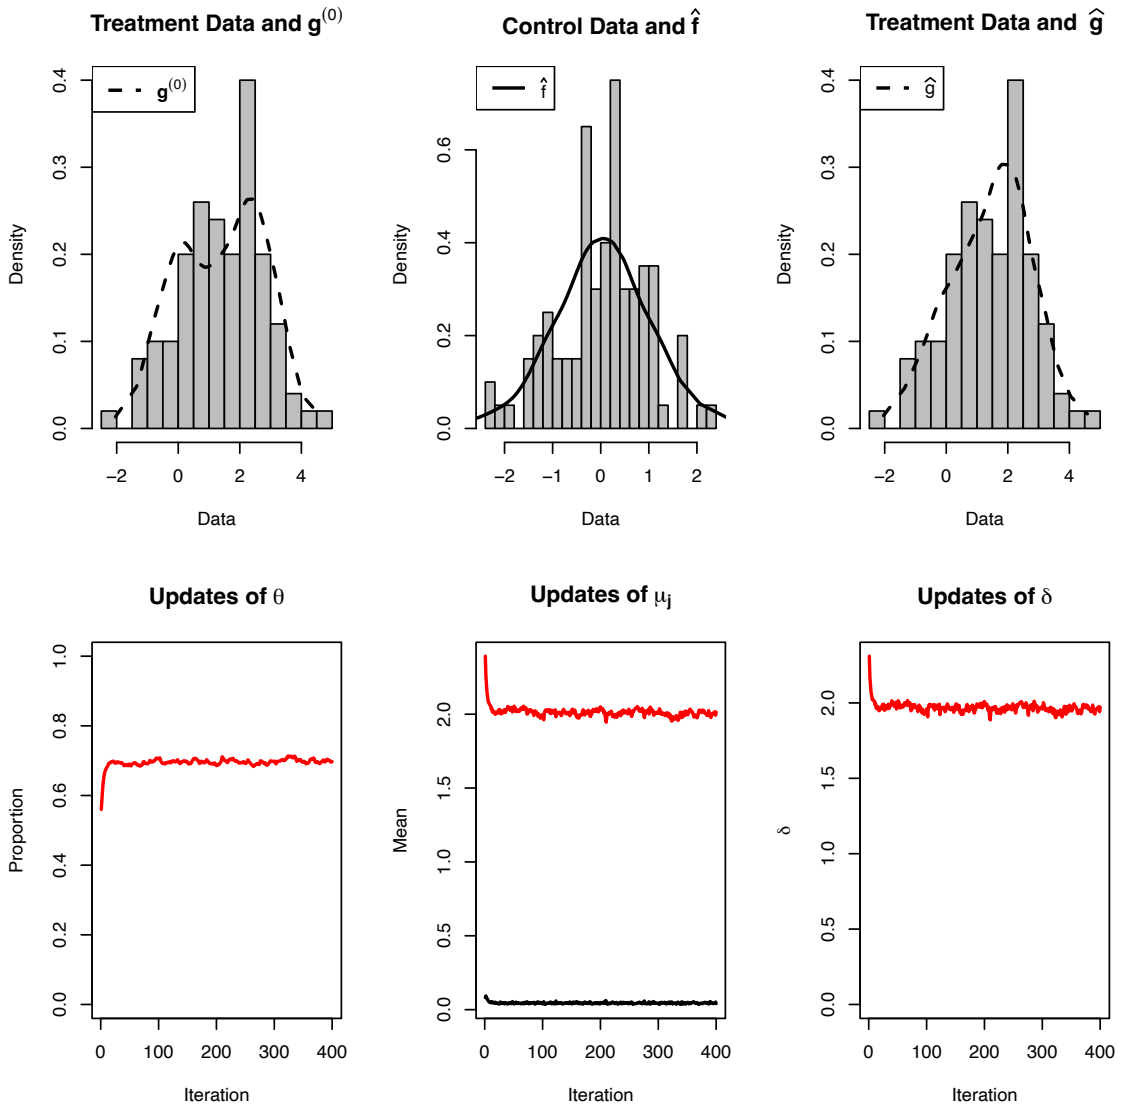 Treatment Data and g⁽⁰⁾
g⁽⁰⁾
Density
0.0 0.1 0.2 0.3 0.4
−2 0 2 4
Data
Control Data and f̂
f̂
Density
0.0 0.2 0.4 0.6
−2 −1 0 1 2
Data
Treatment Data and ĝ
ĝ
Density
0.0 0.1 0.2 0.3 0.4
−2 0 2 4
Data
Updates of θ
Proportion
0.0 0.2 0.4 0.6 0.8 1.0
0 100 200 300 400
Iteration
Updates of μⱼ
Mean
0.0 0.5 1.0 1.5 2.0
0 100 200 300 400
Iteration
Updates of δ
δ
0.0 0.5 1.0 1.5 2.0
0 100 200 300 400
Iteration